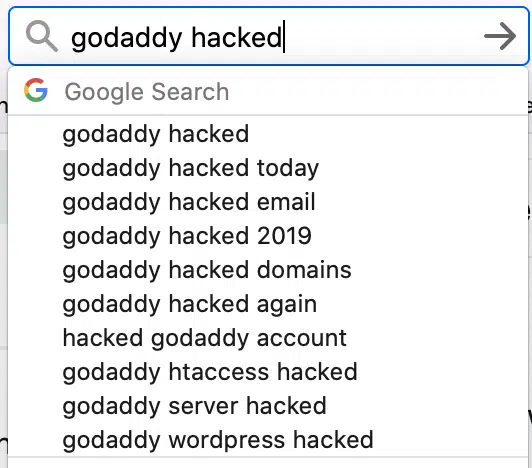 godaddy hacked
Google Search
godaddy hacked
godaddy hacked today
godaddy hacked email
godaddy hacked 2019
godaddy hacked domains
godaddy hacked again
hacked godaddy account
godaddy htaccess hacked
godaddy server hacked
godaddy wordpress hacked